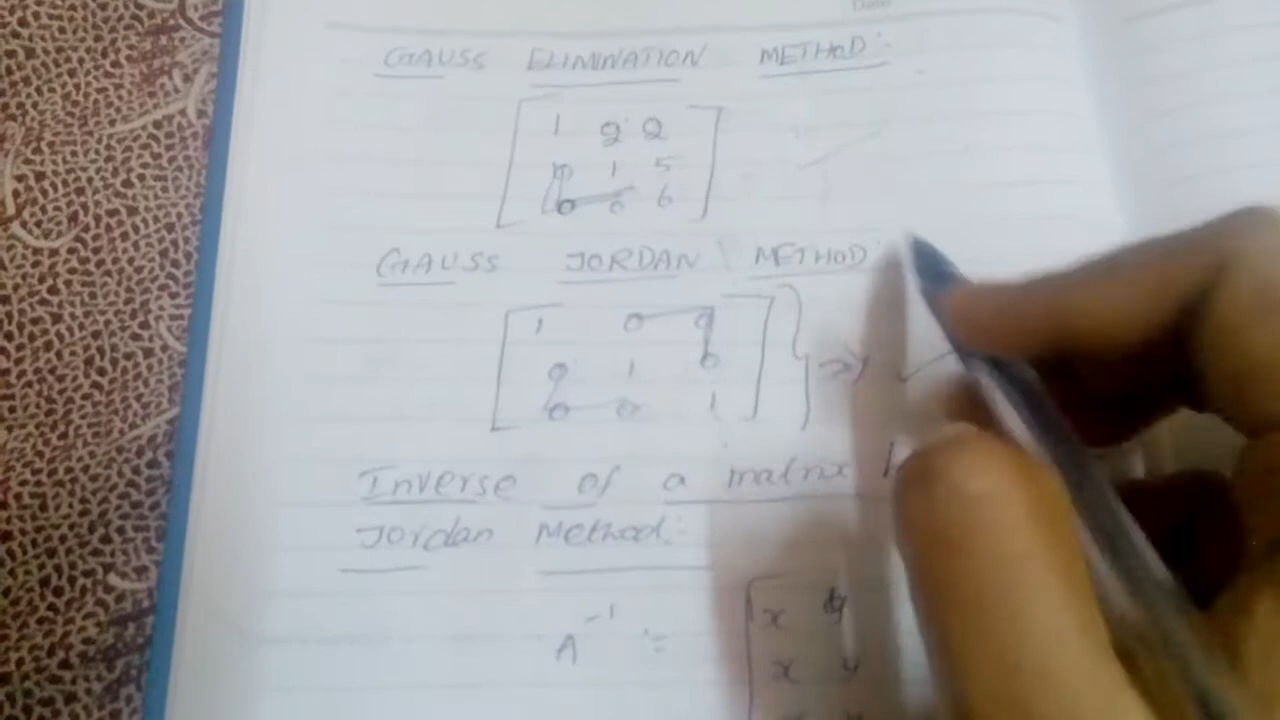 Date
GAUSS ELIMINATION METHOD:-
1 2 2
0 1 5
0 0 6
GAUSS JORDAN METHOD:
1 0 0
0 1 0
0 0 1
=>
Inverse of a matrix
Jordan Method:-
A⁻¹ =
x y
x y